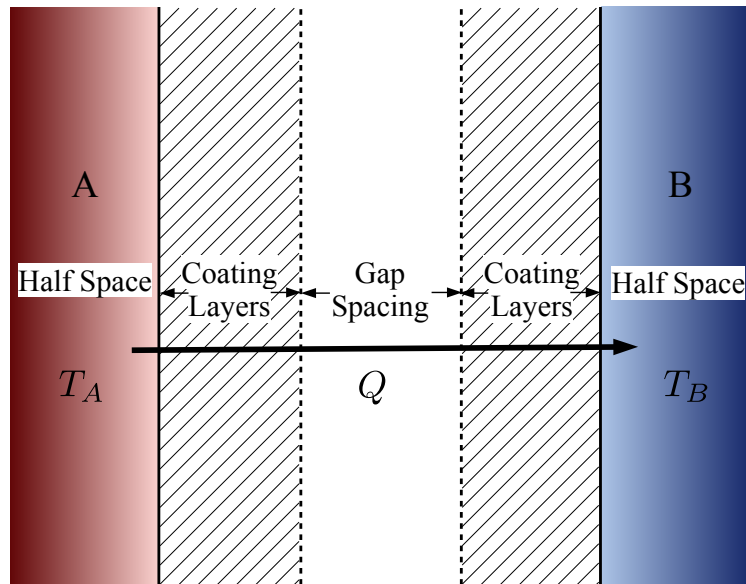 A
B
Half Space
Coating
Layers
Gap
Spacing
Coating
Layers
Half Space
T_A
Q
T_B